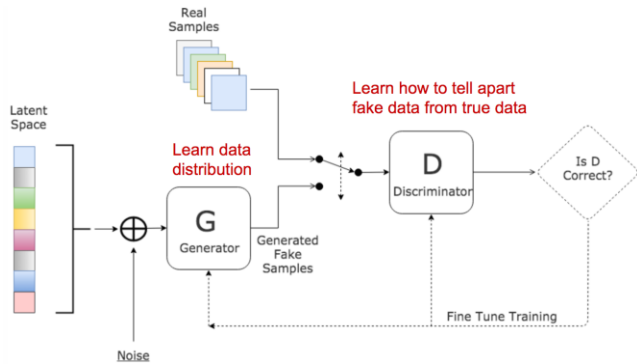 Real
Samples
Learn how to tell apart
fake data from true data
Latent
Space
Learn data
distribution
D
Discriminator
Is D
Correct?
G
Generator
Generated
Fake
Samples
Fine Tune Training
Noise